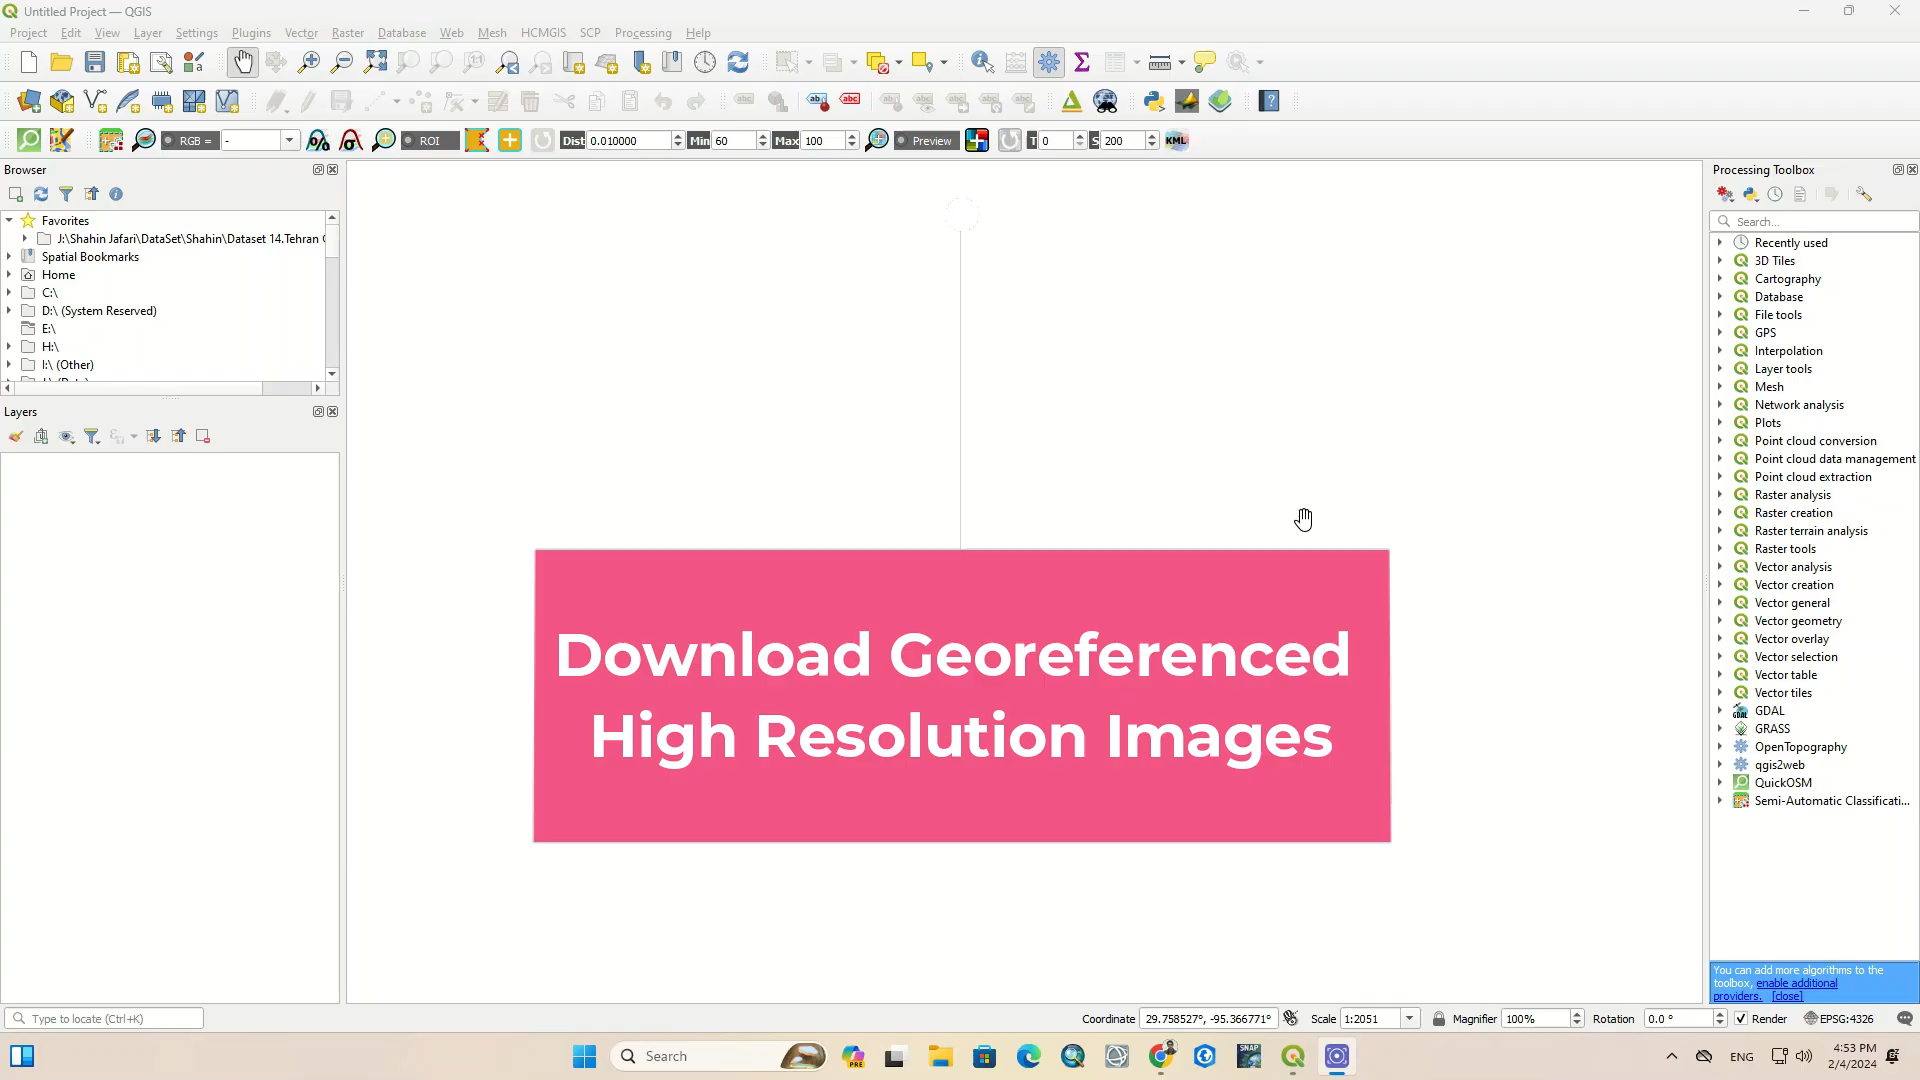 Untitled Project — QGIS
Project Edit View Layer Settings Plugins Vector Raster Database Web Mesh HCMGIS SCP Processing Help
RGB = - ROI Dist 0.010000 Min 60 Max 100 Preview T 0 S 200 KML
Browser
Favorites
J:\Shahin Jafari\DataSet\Shahin\Dataset 14.Tehran
Spatial Bookmarks
Home
C:\
D:\ (System Reserved)
E:\
H:\
I:\ (Other)
Layers
Download Georeferenced
High Resolution Images
Processing Toolbox
Search...
Recently used
3D Tiles
Cartography
Database
File tools
GPS
Interpolation
Layer tools
Mesh
Network analysis
Plots
Point cloud conversion
Point cloud data management
Point cloud extraction
Raster analysis
Raster creation
Raster terrain analysis
Raster tools
Vector analysis
Vector creation
Vector general
Vector geometry
Vector overlay
Vector selection
Vector table
Vector tiles
GDAL
GRASS
OpenTopography
qgis2web
QuickOSM
Semi-Automatic Classificati...
You can add more algorithms to the
toolbox, enable additional
providers. [close]
Type to locate (Ctrl+K)
Coordinate 29.758527°, -95.366771° Scale 1:2051 Magnifier 100% Rotation 0.0 ° Render EPSG:4326
Search
ENG
4:53 PM
2/4/2024